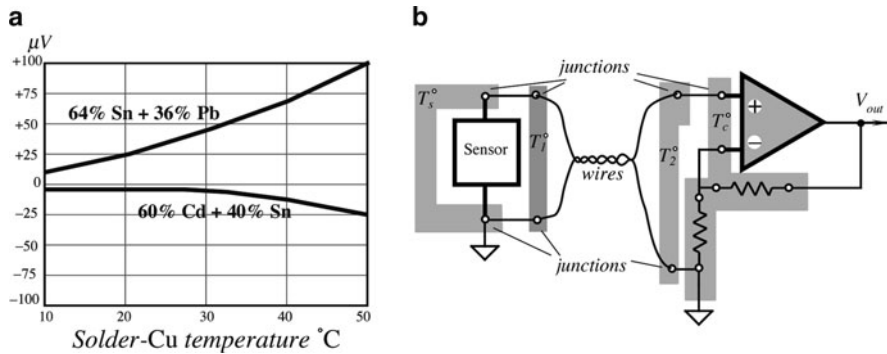 a
μV
+100
+75
+50
+25
0
−25
−50
−75
−100
64% Sn + 36% Pb
60% Cd + 40% Sn
10 20 30 40 50
Solder-Cu temperature °C
b
junctions
T°s
T°1
Sensor
wires
T°2
T°c
+
−
Vout
junctions